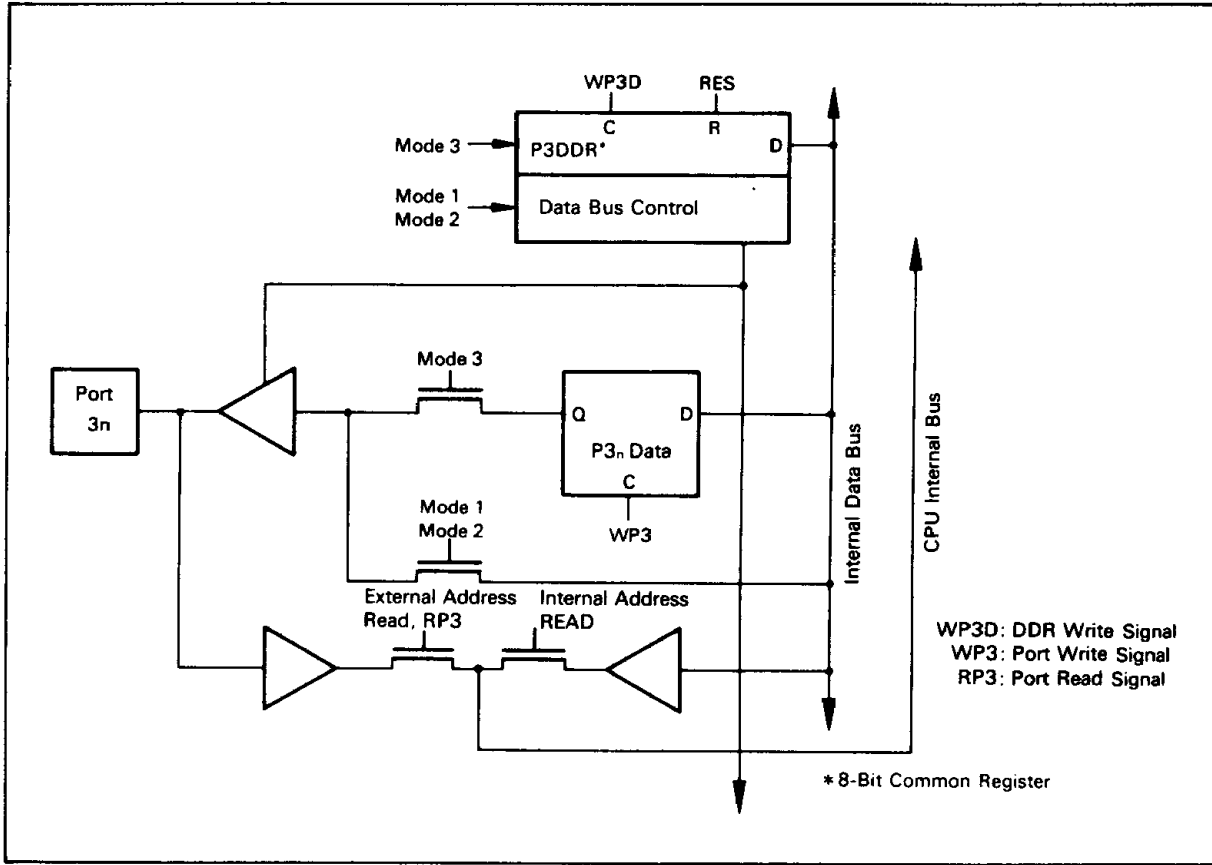 WP3D
RES
C
R
Mode 3
P3DDR*
D
Mode 1
Mode 2
Data Bus Control
Mode 3
Port
3n
Q
D
P3ₙ Data
C
WP3
Mode 1
Mode 2
Internal Data Bus
CPU Internal Bus
External Address
Read, RP3
Internal Address
READ
WP3D: DDR Write Signal
WP3: Port Write Signal
RP3: Port Read Signal
*8-Bit Common Register